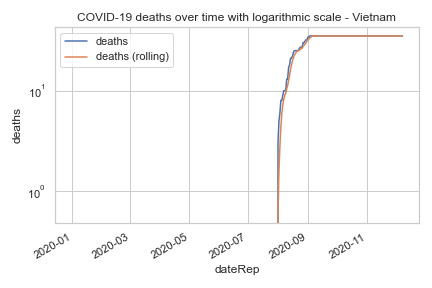 COVID-19 deaths over time with logarithmic scale - Vietnam
deaths
deaths (rolling)
deaths
10¹
10⁰
2020-01
2020-03
2020-05
2020-07
2020-09
2020-11
dateRep